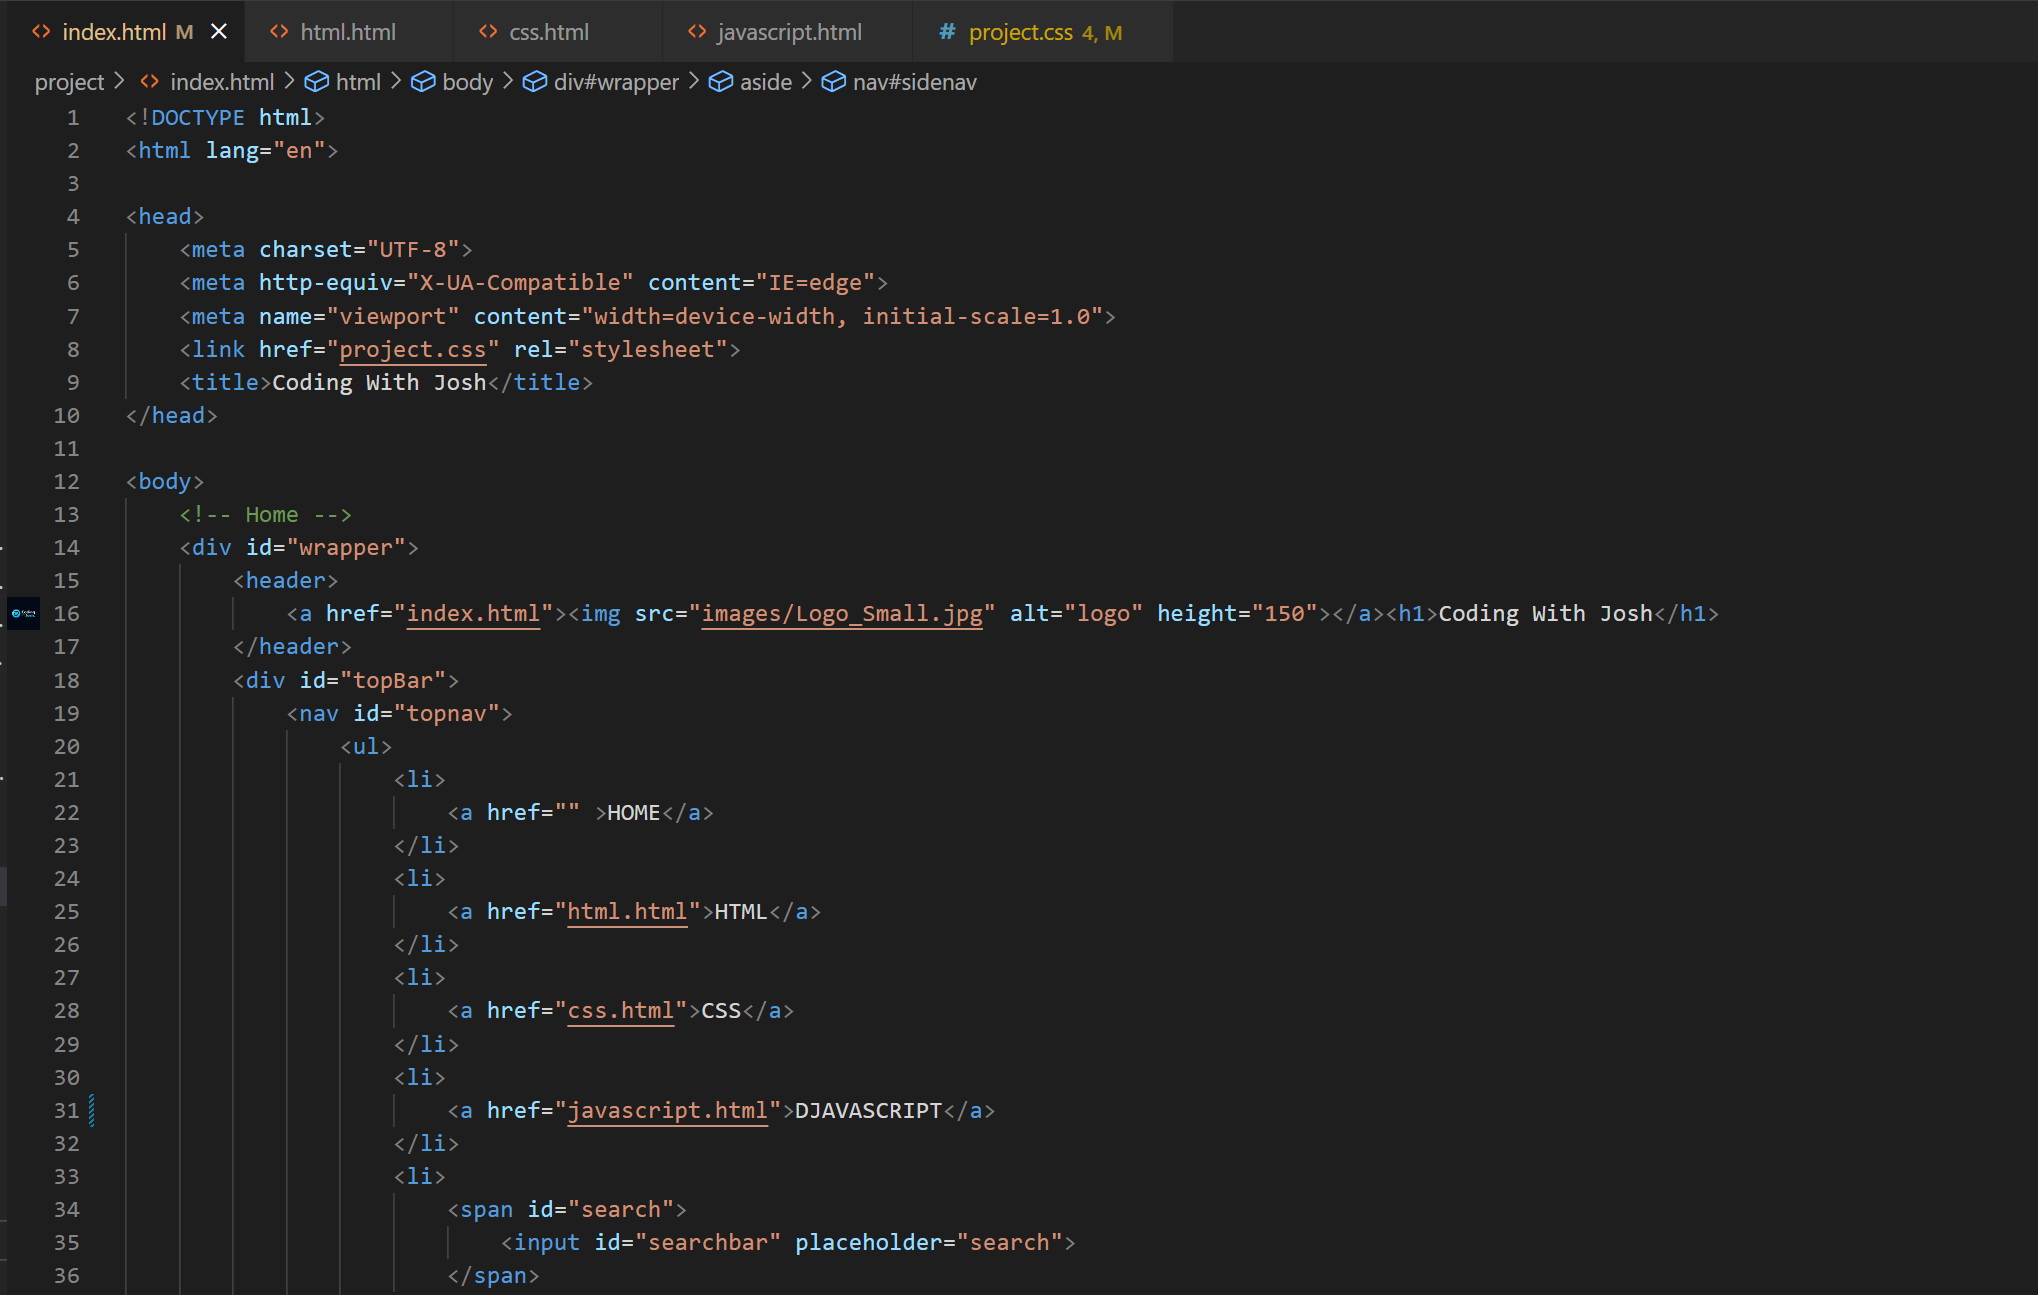 index.html M
html.html
css.html
javascript.html
# project.css 4, M
project > index.html > html > body > div#wrapper > aside > nav#sidenav
1 <!DOCTYPE html>
2 <html lang="en">
3
4 <head>
5     <meta charset="UTF-8">
6     <meta http-equiv="X-UA-Compatible" content="IE=edge">
7     <meta name="viewport" content="width=device-width, initial-scale=1.0">
8     <link href="project.css" rel="stylesheet">
9     <title>Coding With Josh</title>
10 </head>
11
12 <body>
13     <!-- Home -->
14     <div id="wrapper">
15         <header>
16             <a href="index.html"><img src="images/Logo_Small.jpg" alt="logo" height="150"></a><h1>Coding With Josh</h1>
17         </header>
18         <div id="topBar">
19             <nav id="topnav">
20                 <ul>
21                     <li>
22                         <a href="" >HOME</a>
23                     </li>
24                     <li>
25                         <a href="html.html">HTML</a>
26                     </li>
27                     <li>
28                         <a href="css.html">CSS</a>
29                     </li>
30                     <li>
31                         <a href="javascript.html">DJAVASCRIPT</a>
32                     </li>
33                     <li>
34                         <span id="search">
35                             <input id="searchbar" placeholder="search">
36                         </span>